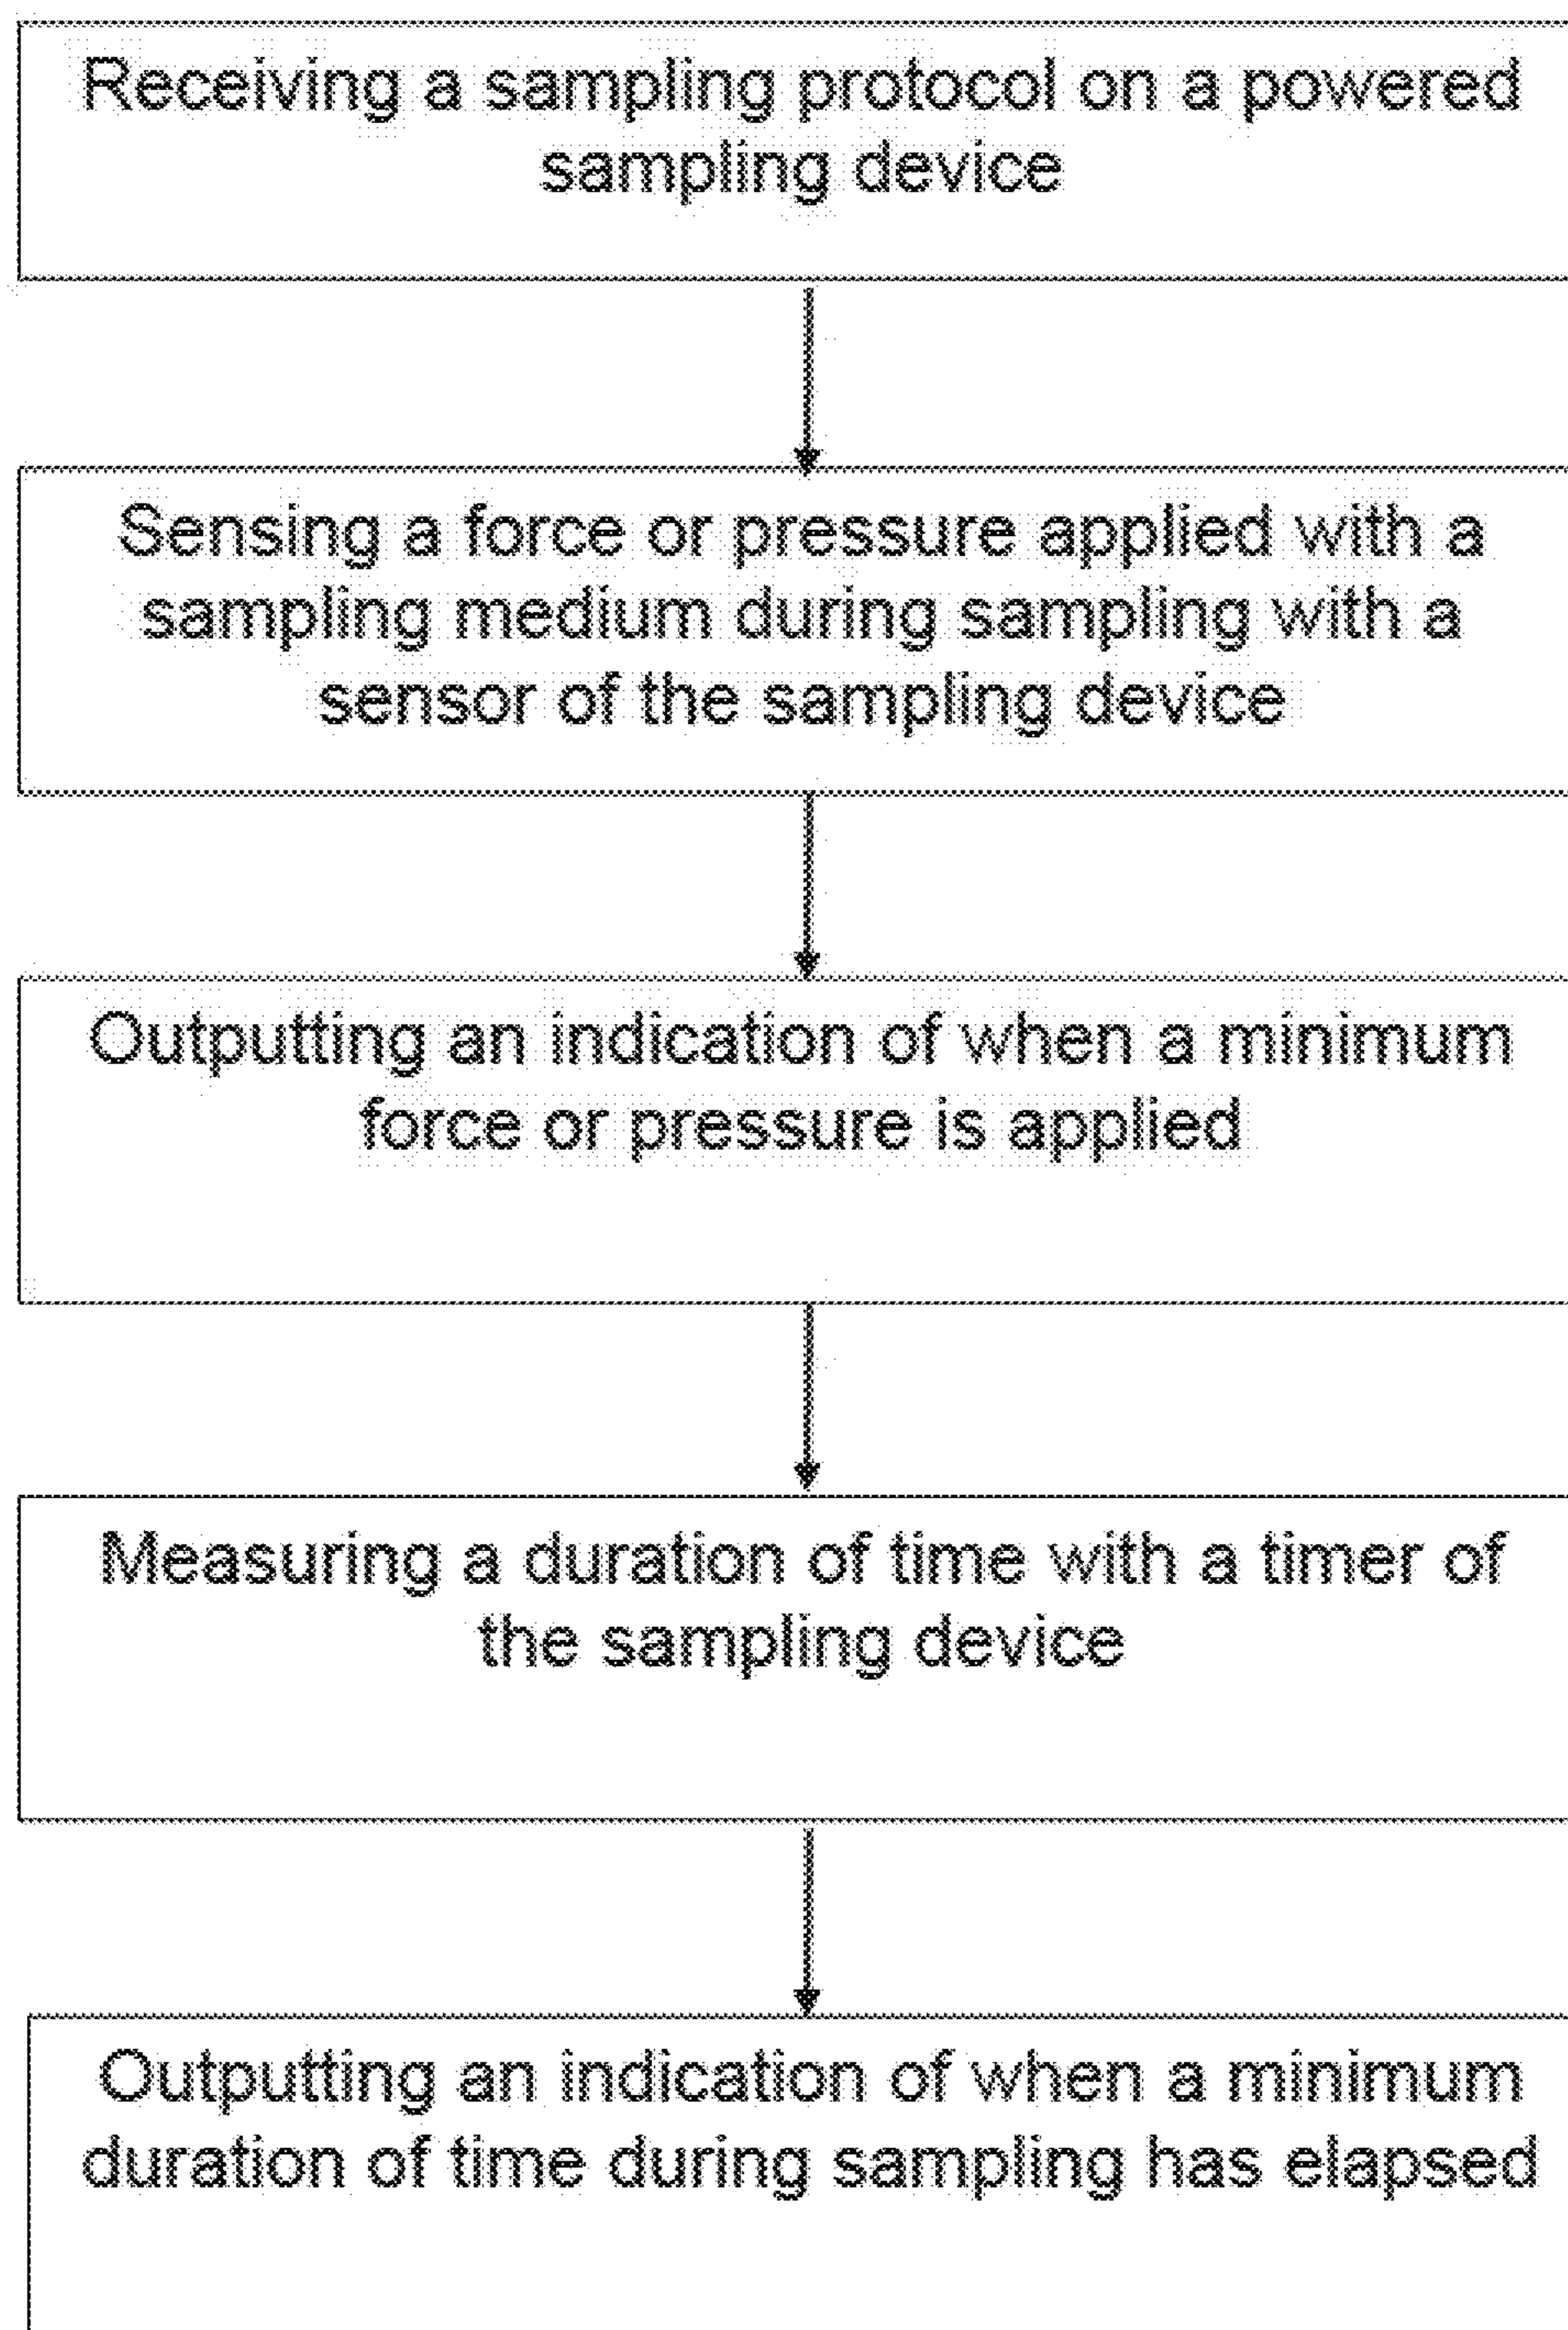 Receiving a sampling protocol on a powered
sampling device
Sensing a force or pressure applied with a
sampling medium during sampling with a
sensor of the sampling device
Outputting an indication of when a minimum
force or pressure is applied
Measuring a duration of time with a timer of
the sampling device
Outputting an indication of when a minimum
duration of time during sampling has elapsed